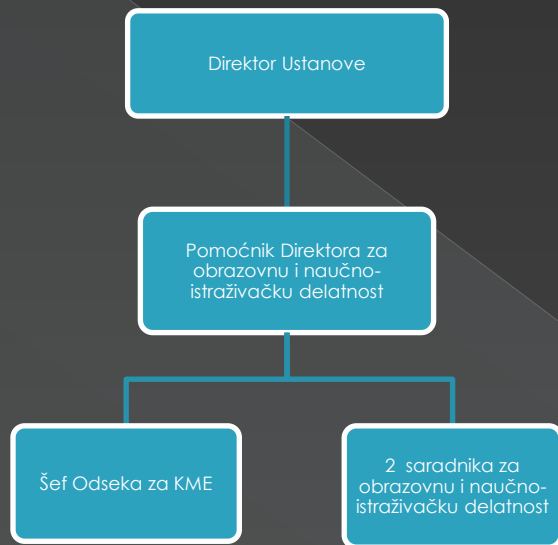 Direktor Ustanove
Pomoćnik Direktora za
obrazovnu i naučno-
istraživačku delatnost
Šef Odseka za KME
2 saradnika za
obrazovnu i naučno-
istraživačku delatnost